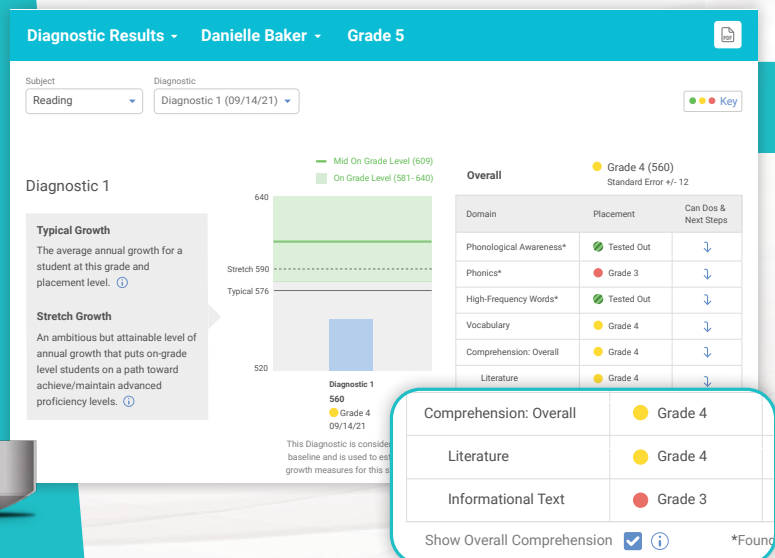 Diagnostic Results Danielle Baker Grade 5
PDF
Subject
Reading
Diagnostic
Diagnostic 1 (09/14/21)
Key
Diagnostic 1
Typical Growth
The average annual growth for a
student at this grade and
placement level.
Stretch Growth
An ambitious but attainable level of
annual growth that puts on-grade
level students on a path toward
achieve/maintain advanced
proficiency levels.
Mid On Grade Level (609)
On Grade Level (581- 640)
640
Stretch 590
Typical 576
520
Diagnostic 1
560
Grade 4
09/14/21
This Diagnostic is
baseline and is used to
growth measures for this
Overall Grade 4 (560)
Standard Error +/- 12
Domain Placement Can Dos &
Next Steps
Phonological Awareness* Tested Out
Phonics* Grade 3
High-Frequency Words* Tested Out
Vocabulary Grade 4
Comprehension: Overall Grade 4
Literature Grade 4
Comprehension: Overall Grade 4
Literature Grade 4
Informational Text Grade 3
Show Overall Comprehension